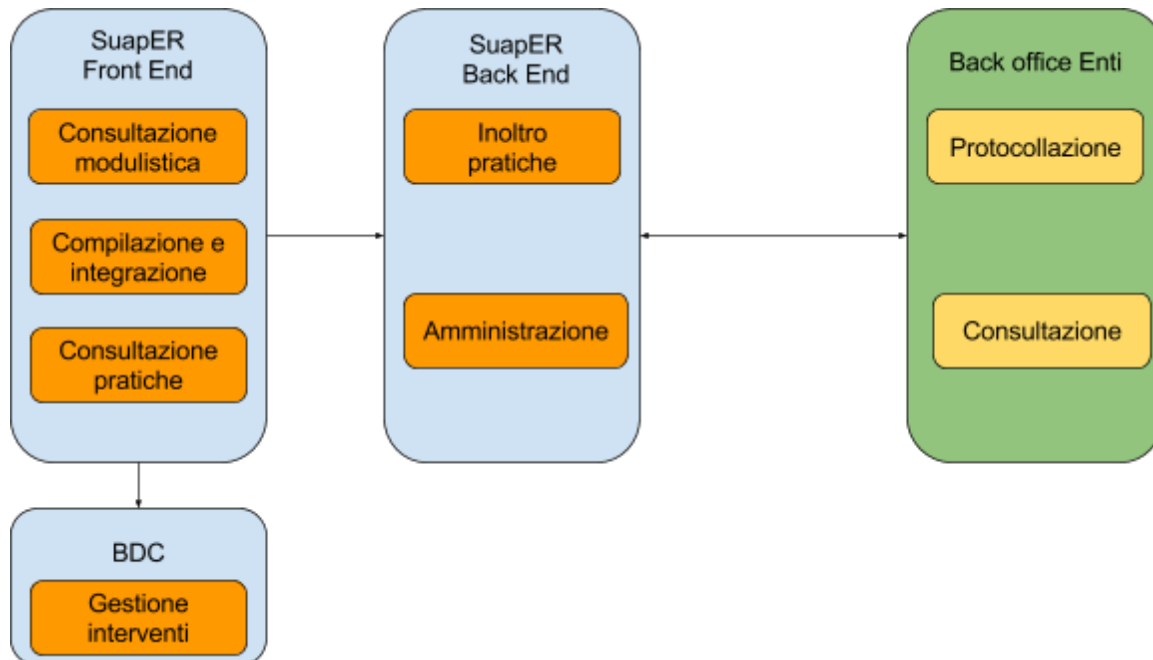 SuapER
Front End
Consultazione
modulistica
Compilazione e
integrazione
Consultazione
pratiche
SuapER
Back End
Inoltro
pratiche
Amministrazione
Back office Enti
Protocollazione
Consultazione
BDC
Gestione
interventi